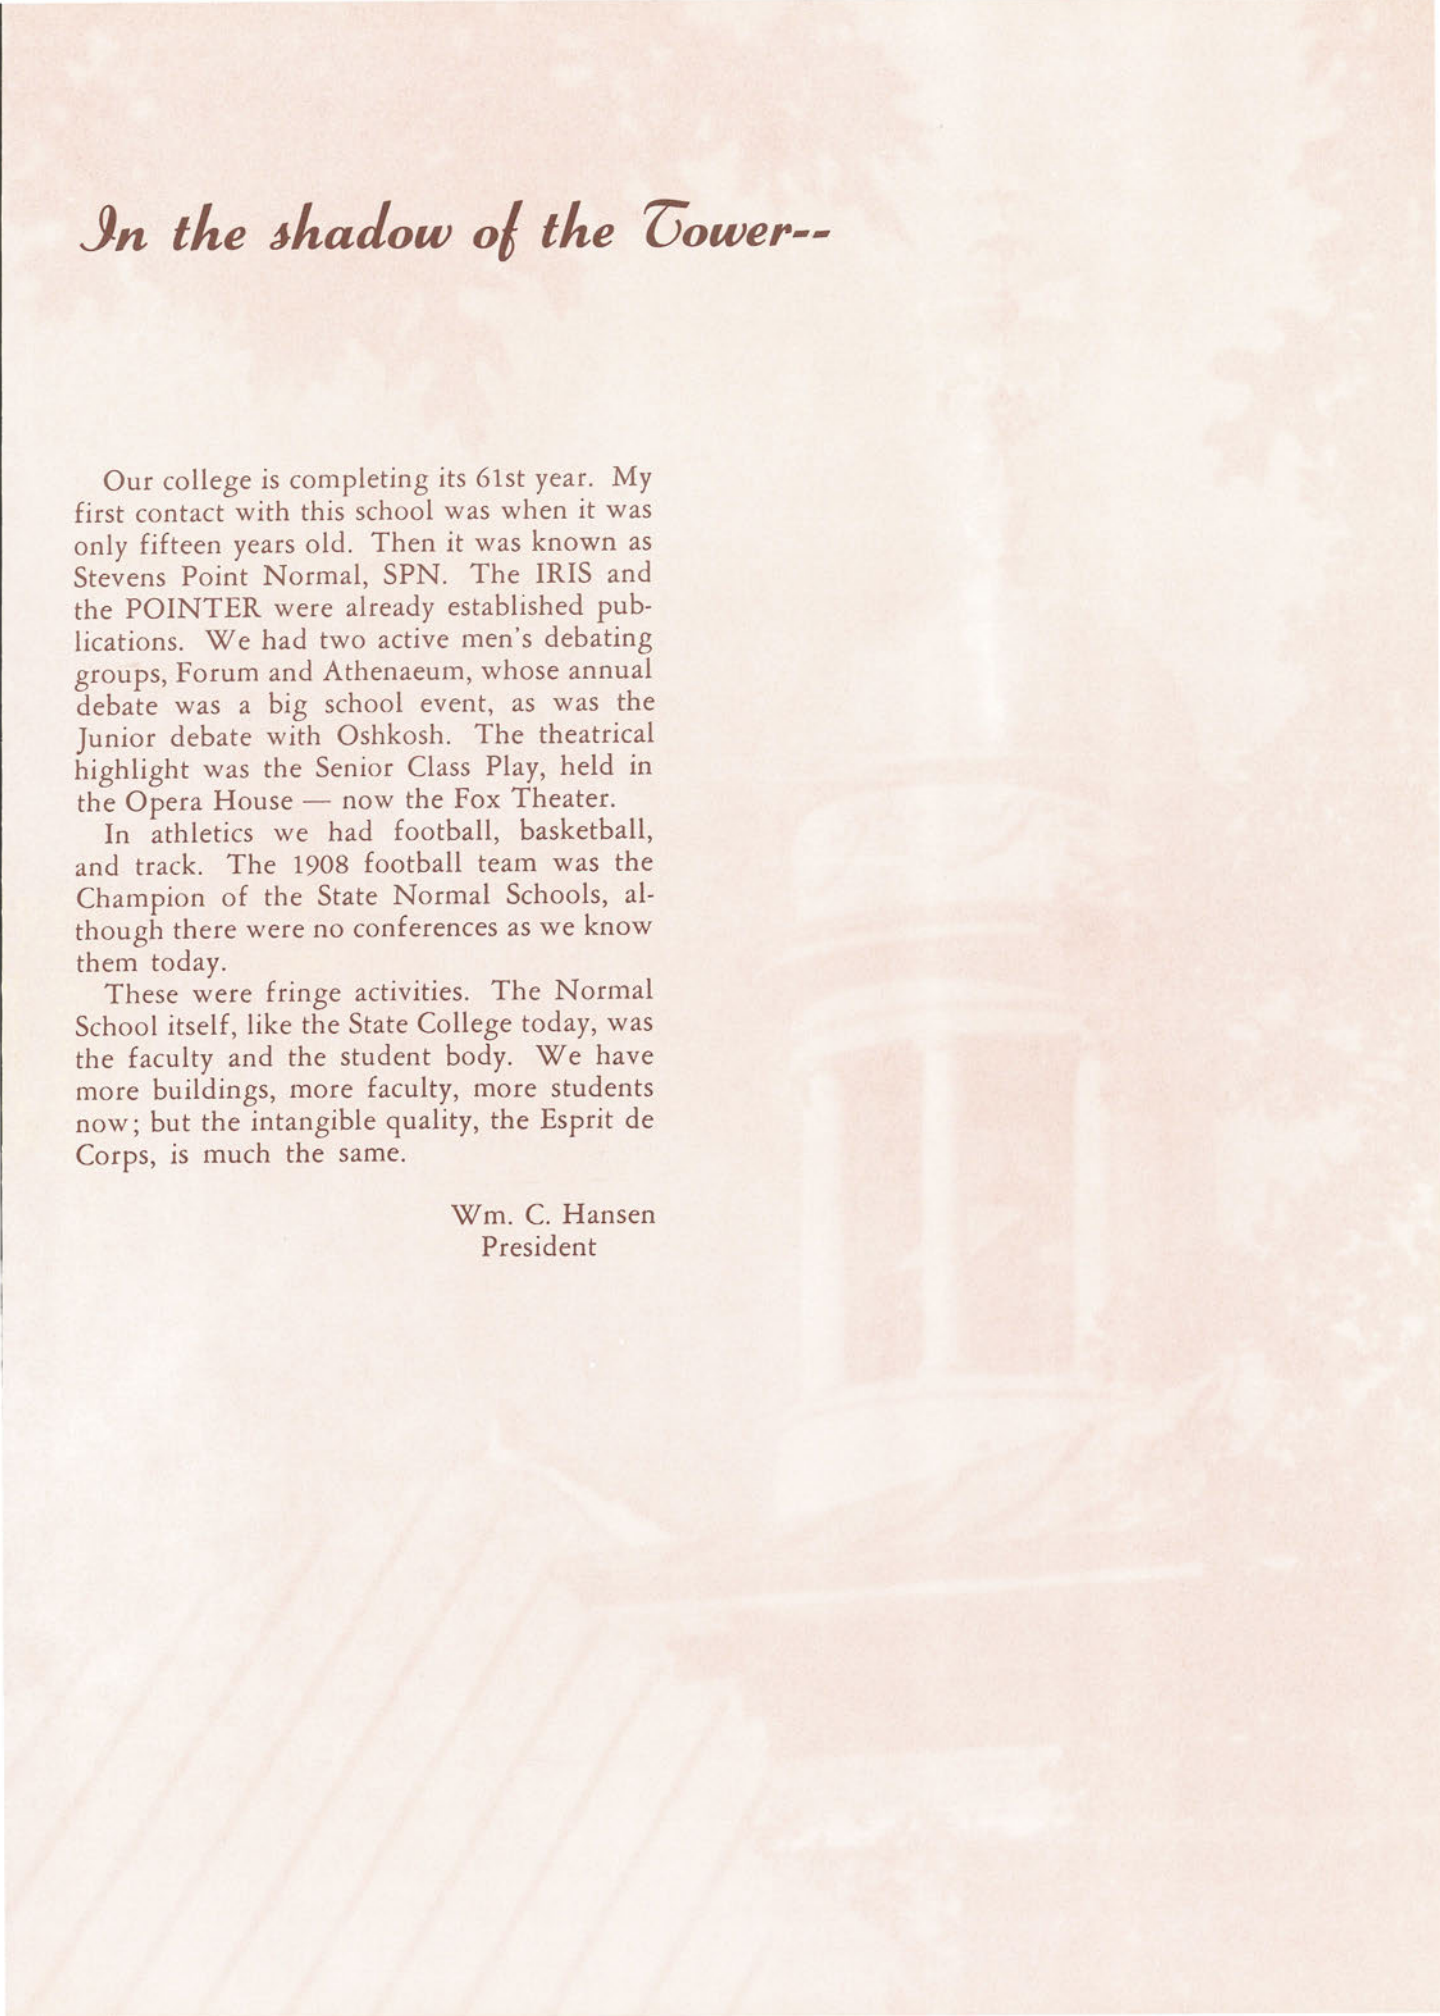 In the shadow of the Tower--
Our college is completing its 61st year. My
first contact with this school was when it was
only fifteen years old. Then it was known as
Stevens Point Normal, SPN. The IRIS and
the POINTER were already established pub-
lications. We had two active men's debating
groups, Forum and Athenaeum, whose annual
debate was a big school event, as was the
Junior debate with Oshkosh. The theatrical
highlight was the Senior Class Play, held in
the Opera House — now the Fox Theater.
In athletics we had football, basketball,
and track. The 1908 football team was the
Champion of the State Normal Schools, al-
though there were no conferences as we know
them today.
These were fringe activities. The Normal
School itself, like the State College today, was
the faculty and the student body. We have
more buildings, more faculty, more students
now; but the intangible quality, the Esprit de
Corps, is much the same.
Wm. C. Hansen
President